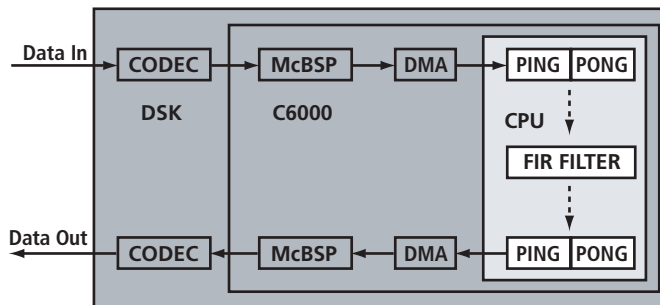 Data In
CODEC
McBSP
DMA
PING
PONG
DSK
C6000
CPU
FIR FILTER
Data Out
CODEC
McBSP
DMA
PING
PONG